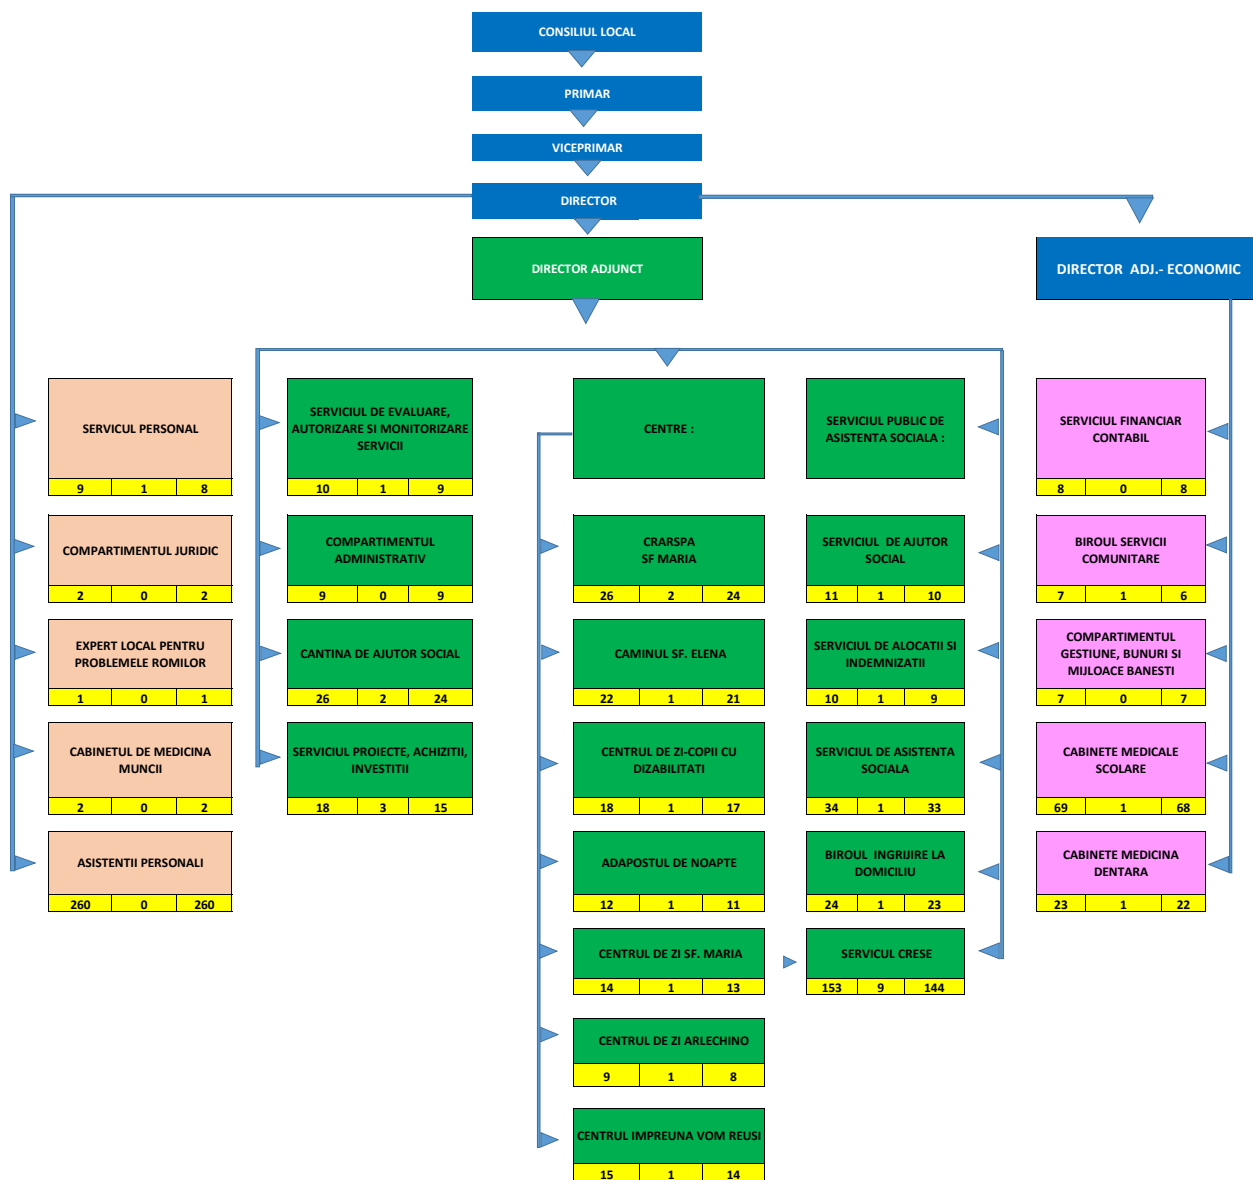 CONSILIUL LOCAL
PRIMAR
VICEPRIMAR
DIRECTOR
DIRECTOR ADJUNCT
DIRECTOR ADJ.- ECONOMIC
SERVICUL PERSONAL
9 1 8
COMPARTIMENTUL JURIDIC
2 0 2
EXPERT LOCAL PENTRU
PROBLEMELE ROMILOR
1 0 1
CABINETUL DE MEDICINA
MUNCII
2 0 2
ASISTENTII PERSONALI
260 0 260
SERVICIUL DE EVALUARE,
AUTORIZARE SI MONITORIZARE
SERVICII
10 1 9
COMPARTIMENTUL
ADMINISTRATIV
9 0 9
CANTINA DE AJUTOR SOCIAL
26 2 24
SERVICIUL PROIECTE, ACHIZITII,
INVESTITII
18 3 15
CENTRE :
CRARSPA
SF MARIA
26 2 24
CAMINUL SF. ELENA
22 1 21
CENTRUL DE ZI-COPII CU
DIZABILITATI
18 1 17
ADAPOSTUL DE NOAPTE
12 1 11
CENTRUL DE ZI SF. MARIA
14 1 13
CENTRUL DE ZI ARLECHINO
9 1 8
CENTRUL IMPREUNA VOM REUSI
15 1 14
SERVICIUL PUBLIC DE
ASISTENTA SOCIALA :
SERVICIUL DE AJUTOR
SOCIAL
11 1 10
SERVICIUL DE ALOCATII SI
INDEMNIZATII
10 1 9
SERVICIUL DE ASISTENTA
SOCIALA
34 1 33
BIROUL INGRIJIRE LA
DOMICILIU
24 1 23
SERVICUL CRESE
153 9 144
SERVICIUL FINANCIAR
CONTABIL
8 0 8
BIROUL SERVICII
COMUNITARE
7 1 6
COMPARTIMENTUL
GESTIUNE, BUNURI SI
MIJLOACE BANESTI
7 0 7
CABINETE MEDICALE
SCOLARE
69 1 68
CABINETE MEDICINA
DENTARA
23 1 22